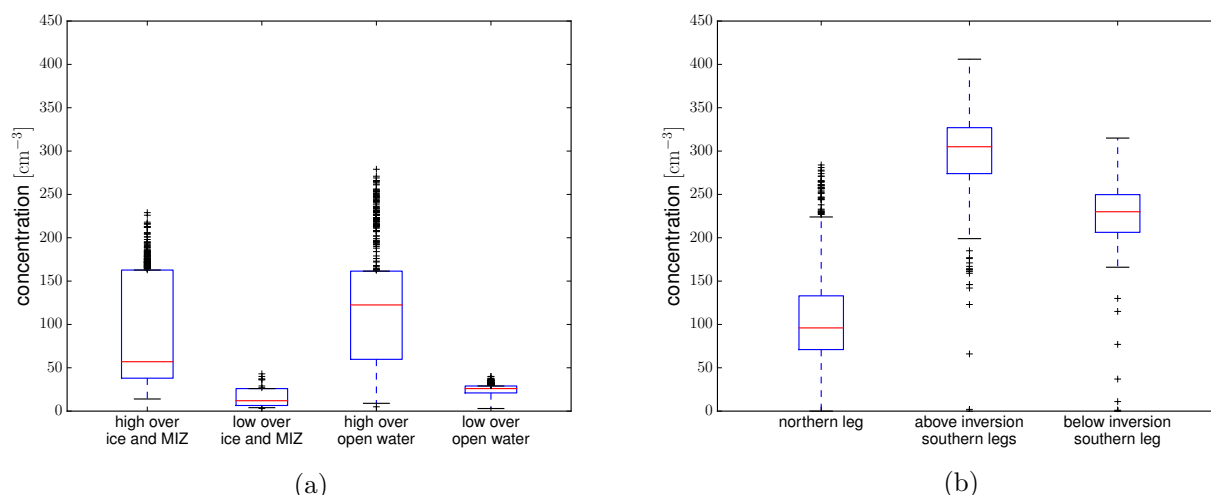 450
400
350
300
250
200
150
100
50
0
concentration [cm⁻³]
high over
ice and MIZ
low over
ice and MIZ
high over
open water
low over
open water
(a)
450
400
350
300
250
200
150
100
50
0
concentration [cm⁻³]
northern leg
above inversion
southern legs
below inversion
southern leg
(b)